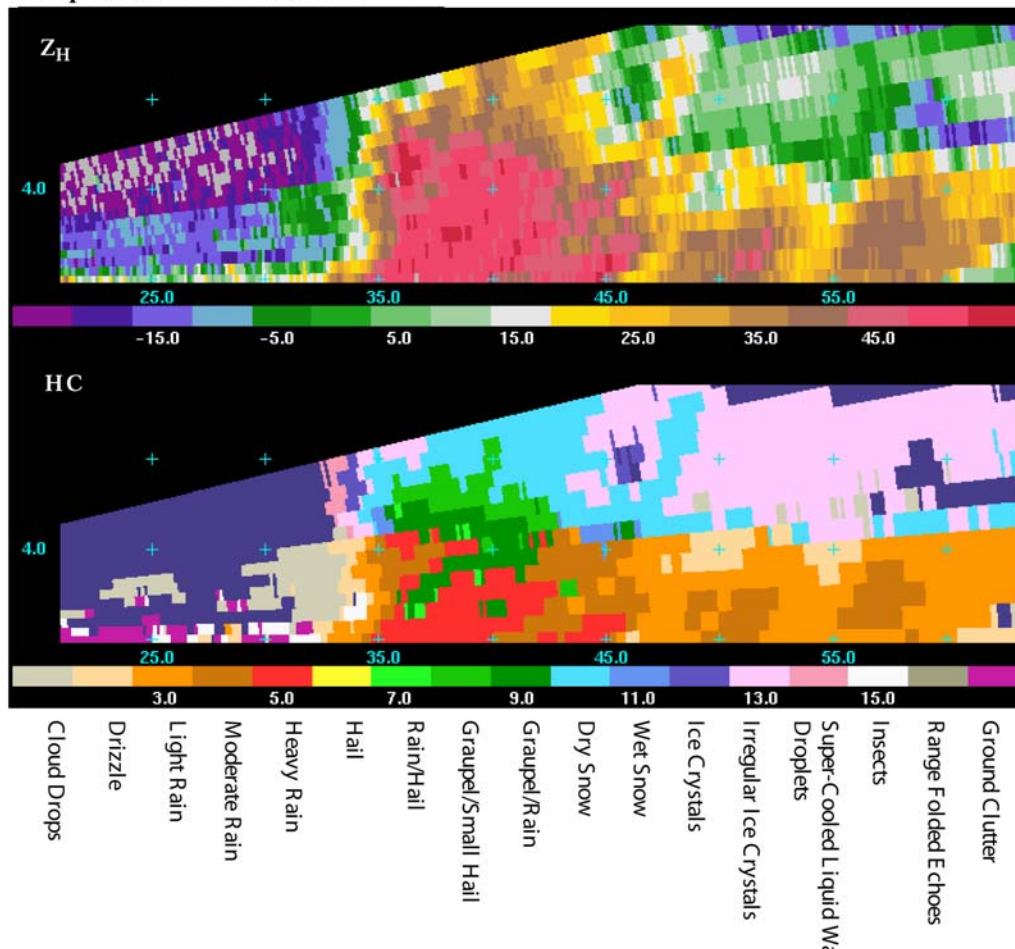 Z H
4.0
25.0 35.0 45.0 55.0
-15.0 -5.0 5.0 15.0 25.0 35.0 45.0
HC
4.0
25.0 35.0 45.0 55.0
3.0 5.0 7.0 9.0 11.0 13.0 15.0
Cloud Drops
Drizzle
Light Rain
Moderate Rain
Heavy Rain
Hail
Rain/Hail
Graupel/Small Hail
Graupel/Rain
Dry Snow
Wet Snow
Ice Crystals
Irregular Ice Crystals
Super-Cooled Liquid
Droplets
Insects
Range Folded Echoes
Ground Clutter